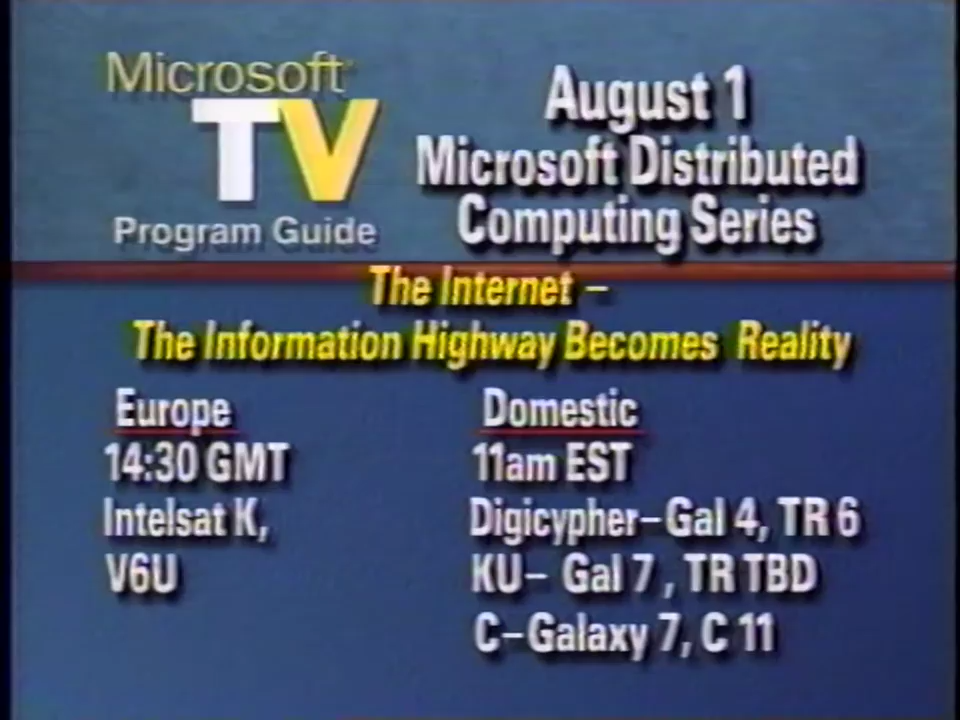 Microsoft
TV
Program Guide
August 1
Microsoft Distributed
Computing Series
The Internet –
The Information Highway Becomes Reality
Europe
14:30 GMT
Intelsat K,
V6U
Domestic
11am EST
Digicypher–Gal 4, TR 6
KU– Gal 7 , TR TBD
C–Galaxy 7, C 11